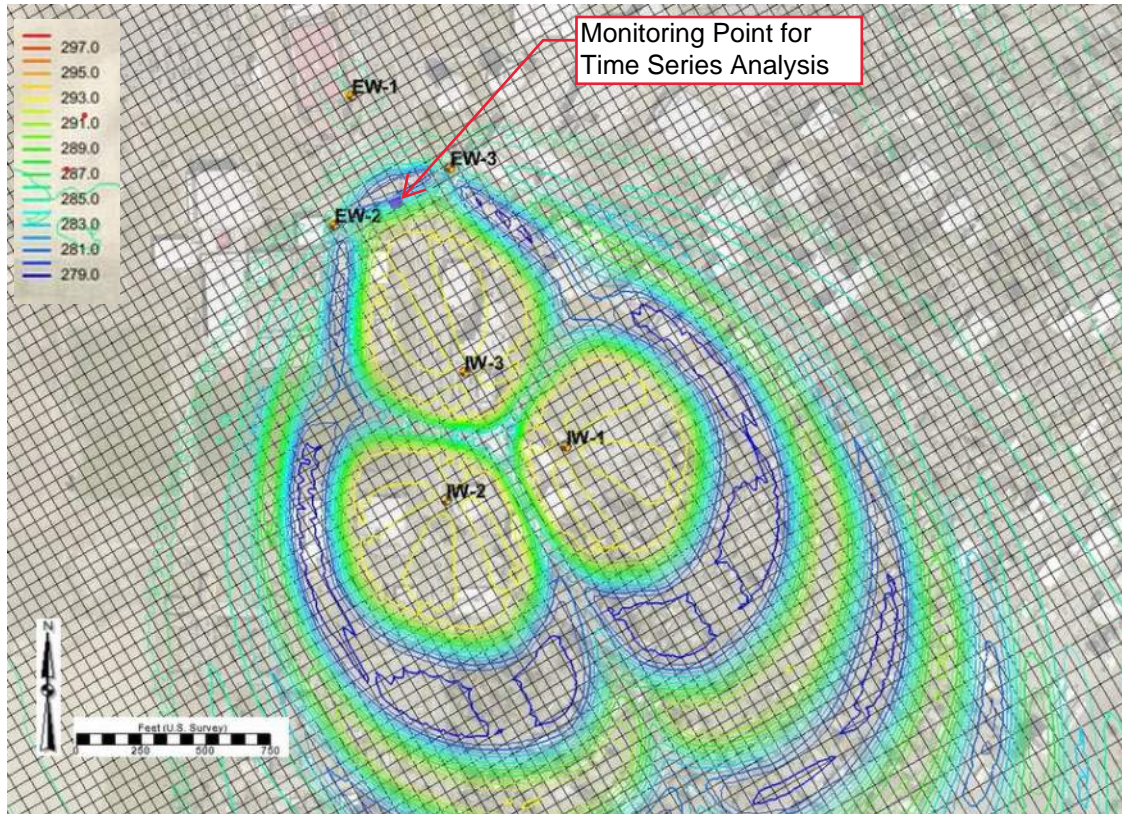 Monitoring Point for
Time Series Analysis
297.0
295.0
293.0
291.0
289.0
287.0
285.0
283.0
281.0
279.0
EW-1
EW-3
EW-2
IW-3
IW-1
IW-2
N
Feet (U.S. Survey)
0 250 500 750